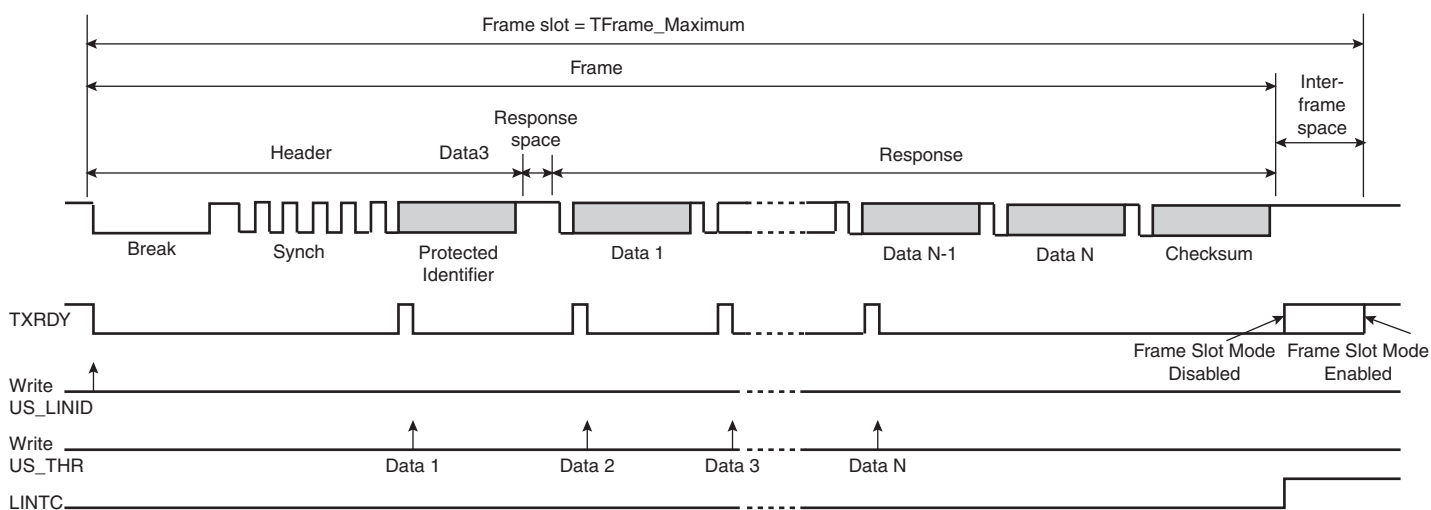 Frame slot = TFrame_Maximum
Frame
Inter-
frame
space
Response
space
Header
Data3
Response
Break
Synch
Protected
Identifier
Data 1
Data N-1
Data N
Checksum
TXRDY
Frame Slot Mode
Disabled
Frame Slot Mode
Enabled
Write
US_LINID
Write
US_THR
Data 1
Data 2
Data 3
Data N
LINTC